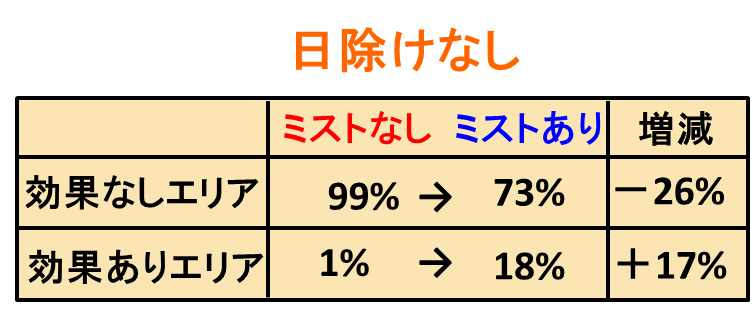 日除けなし
ミストなし ミストあり 増減
効果なしエリア 99% → 73% －26%
効果ありエリア 1% → 18% ＋17%